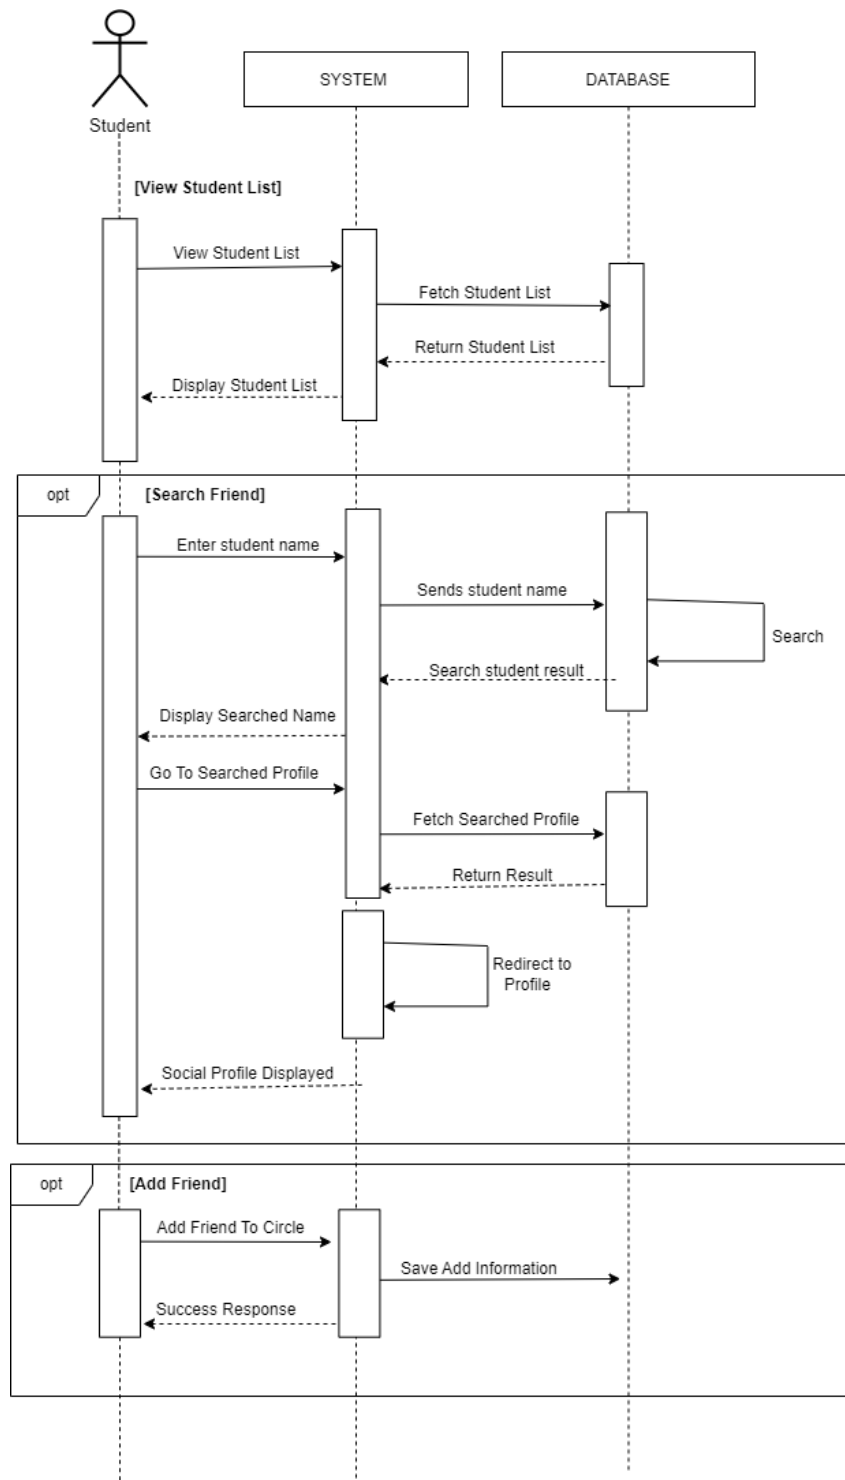 SYSTEM
DATABASE
Student
[View Student List]
View Student List
Fetch Student List
Return Student List
Display Student List
opt
[Search Friend]
Enter student name
Sends student name
Search
Search student result
Display Searched Name
Go To Searched Profile
Fetch Searched Profile
Return Result
Redirect to
Profile
Social Profile Displayed
opt
[Add Friend]
Add Friend To Circle
Save Add Information
Success Response